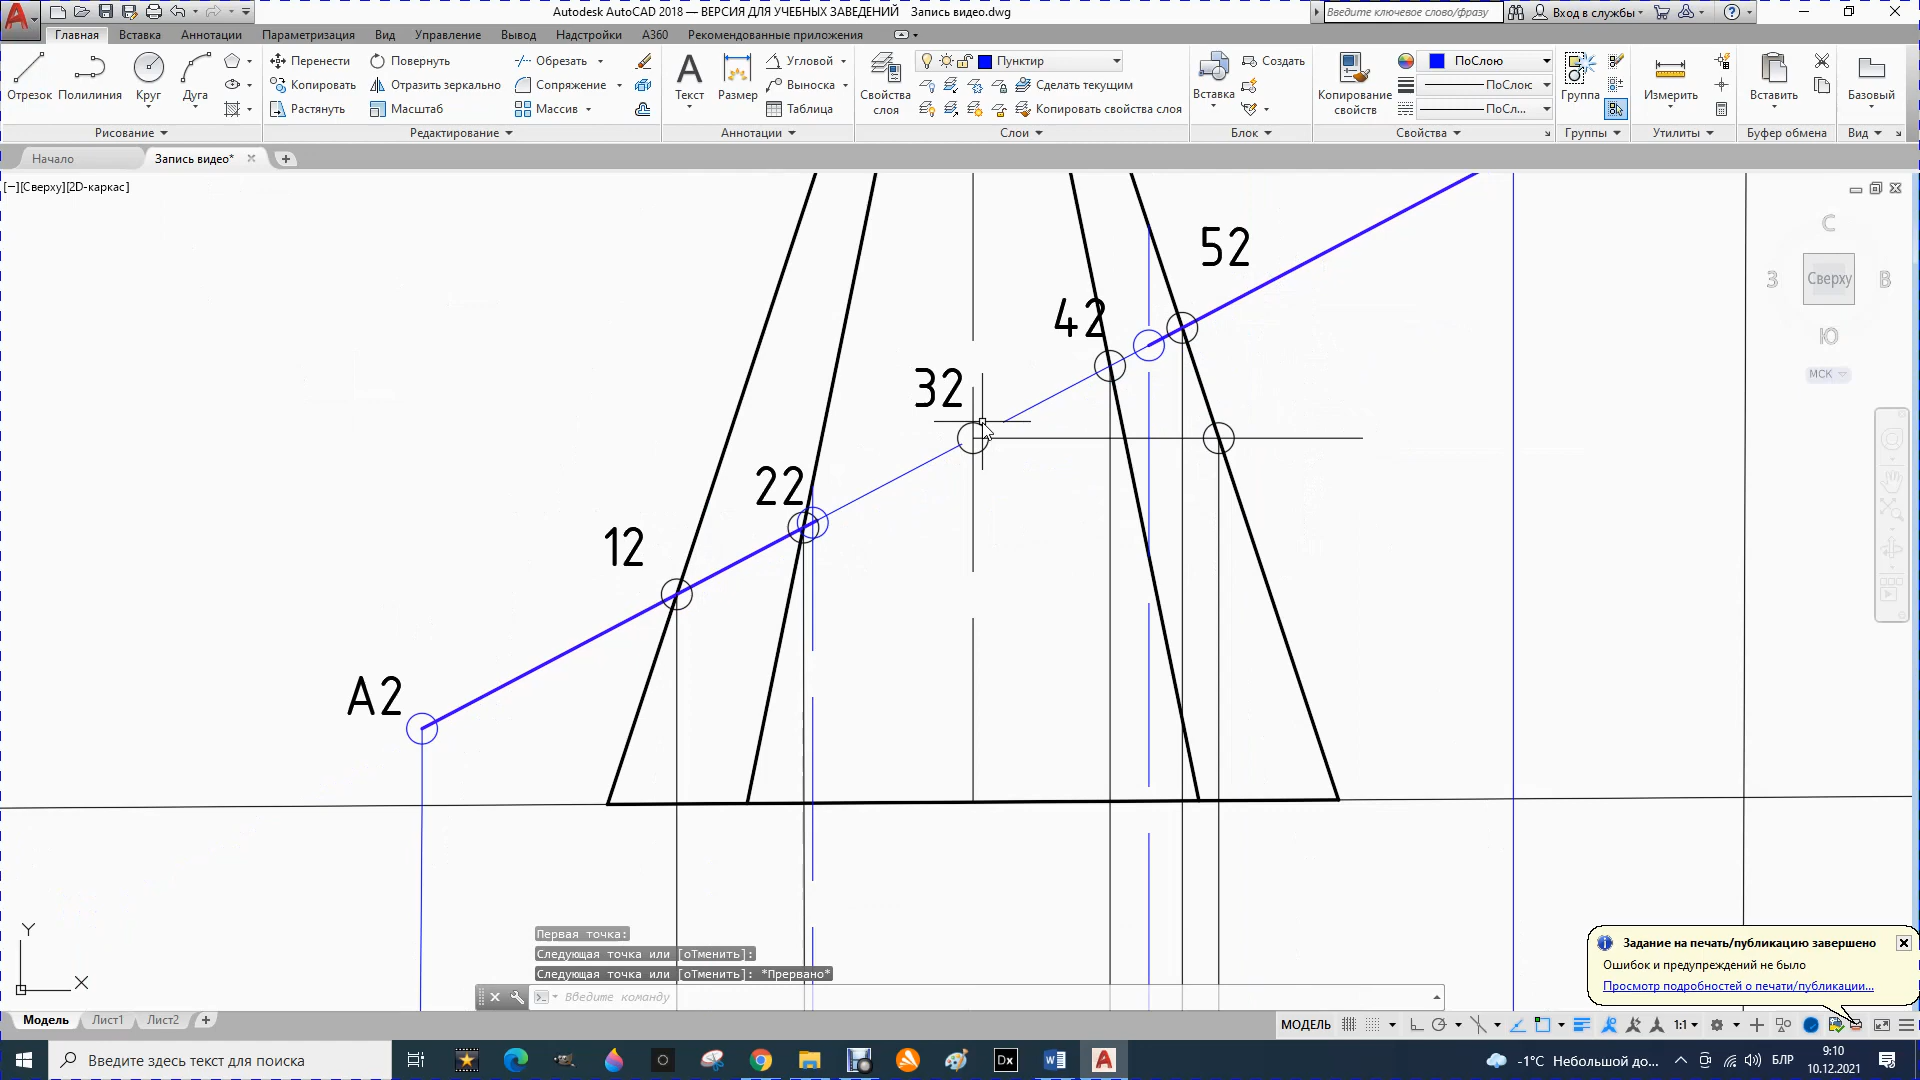 Autodesk AutoCAD 2018 — ВЕРСИЯ ДЛЯ УЧЕБНЫХ ЗАВЕДЕНИЙ Запись видео.dwg
Введите ключевое слово/фразу
Вход в службы
Главная Вставка Аннотации Параметризация Вид Управление Вывод Надстройки A360 Рекомендованные приложения
Отрезок Полилиния Круг Дуга
Рисование
Перенести Повернуть Обрезать
Копировать Отразить зеркально Сопряжение
Растянуть Масштаб Массив
Редактирование
Текст Размер
Угловой
Выноска
Таблица
Аннотации
Свойства слоя
Пунктир
Сделать текущим
Копировать свойства слоя
Слои
Вставка
Создать
Блок
Копирование свойств
ПоСлою
ПоСлою
ПоСл...
Свойства
Группа
Группы
Измерить
Утилиты
Вставить
Буфер обмена
Базовый
Вид
Начало Запись видео*
[−][Сверху][2D-каркас]
С
З Сверху В
Ю
МСК
52
42
32
22
12
A2
Y
X
Первая точка:
Следующая точка или [оТменить]:
Следующая точка или [оТменить]: *Прервано*
Введите команду
Задание на печать/публикацию завершено
Ошибок и предупреждений не было
Просмотр подробностей о печати/публикации...
Модель Лист1 Лист2
МОДЕЛЬ 1:1
Введите здесь текст для поиска
Dx
-1°C Небольшой до...
БЛР
9:10
10.12.2021